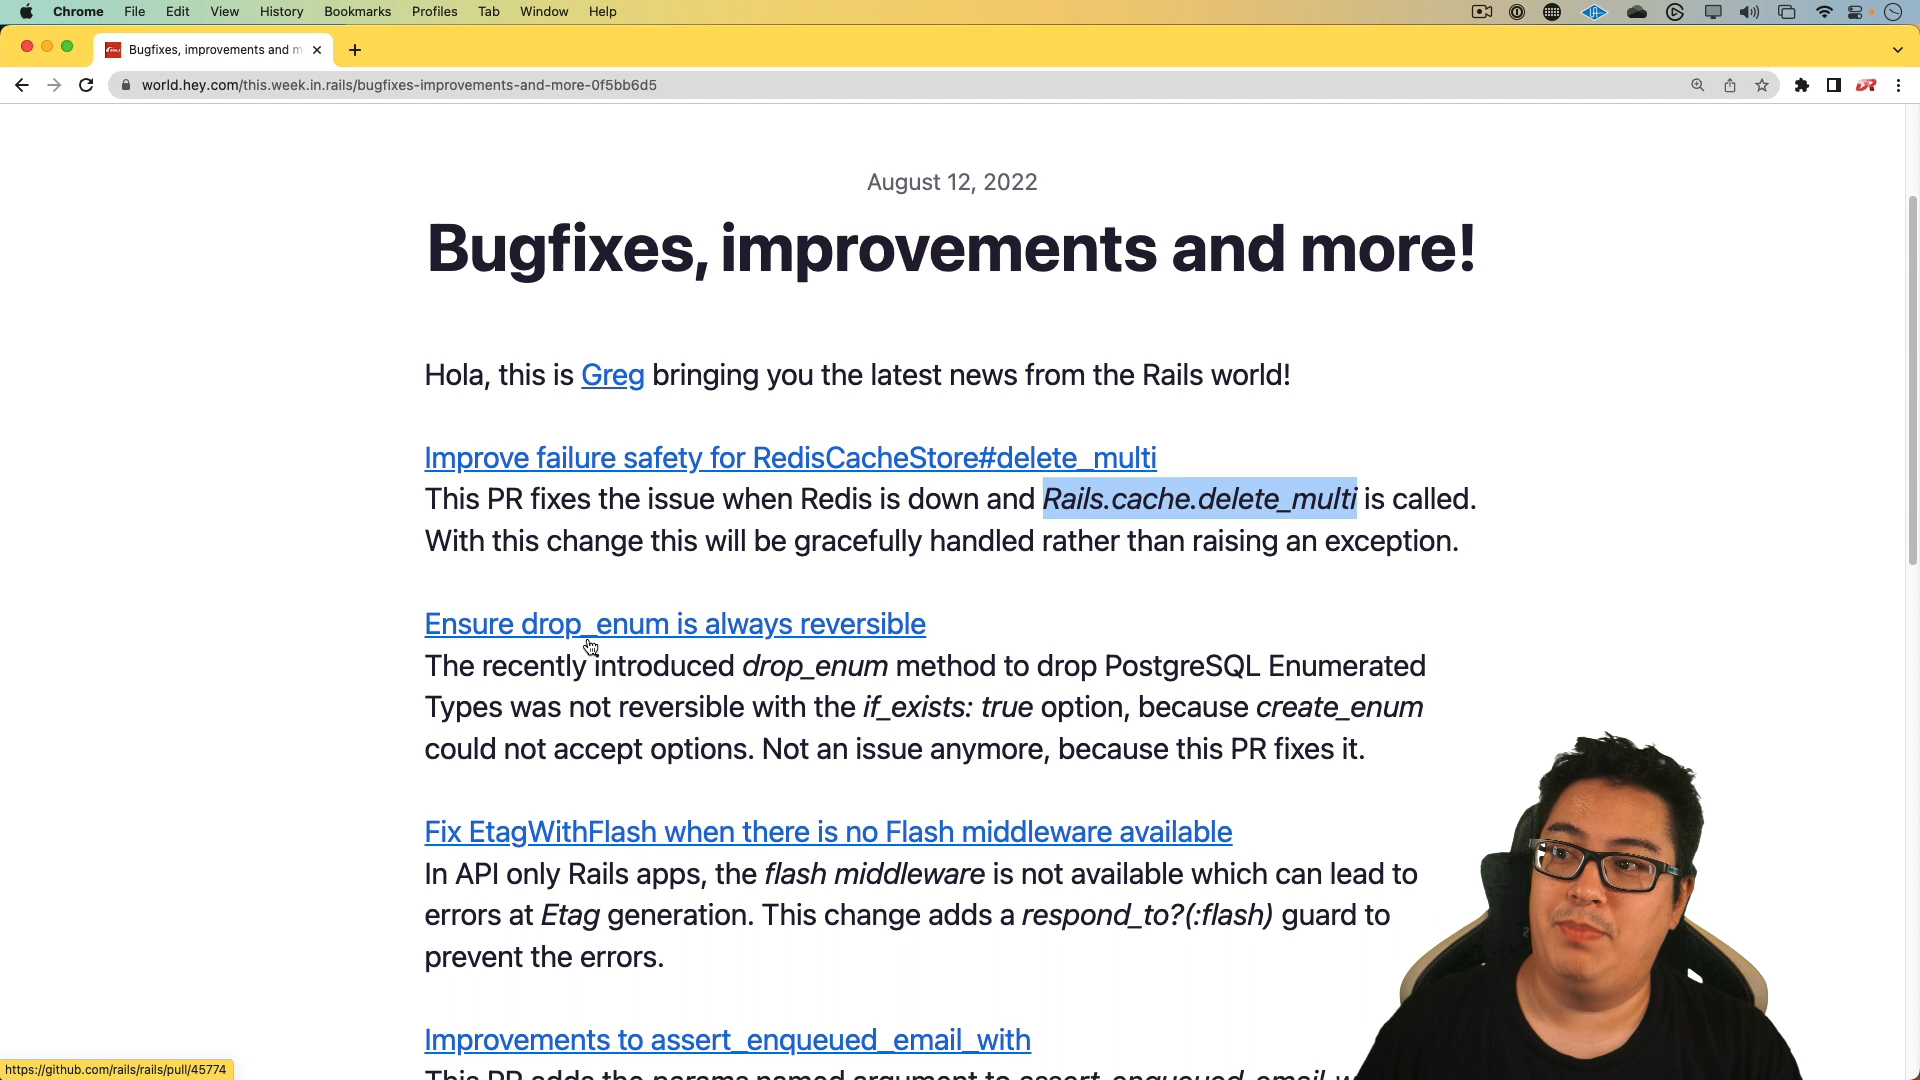 Chrome File Edit View History Bookmarks Profiles Tab Window Help
Bugfixes, improvements and m
world.hey.com/this.week.in.rails/bugfixes-improvements-and-more-0f5bb6d5
August 12, 2022
Bugfixes, improvements and more!
Hola, this is Greg bringing you the latest news from the Rails world!
Improve failure safety for RedisCacheStore#delete_multi
This PR fixes the issue when Redis is down and Rails.cache.delete_multi is called.
With this change this will be gracefully handled rather than raising an exception.
Ensure drop_enum is always reversible
The recently introduced drop_enum method to drop PostgreSQL Enumerated
Types was not reversible with the if_exists: true option, because create_enum
could not accept options. Not an issue anymore, because this PR fixes it.
Fix EtagWithFlash when there is no Flash middleware available
In API only Rails apps, the flash middleware is not available which can lead to
errors at Etag generation. This change adds a respond_to?(:flash) guard to
prevent the errors.
Improvements to assert_enqueued_email_with
This PR adds the params named argument to
https://github.com/rails/rails/pull/45774